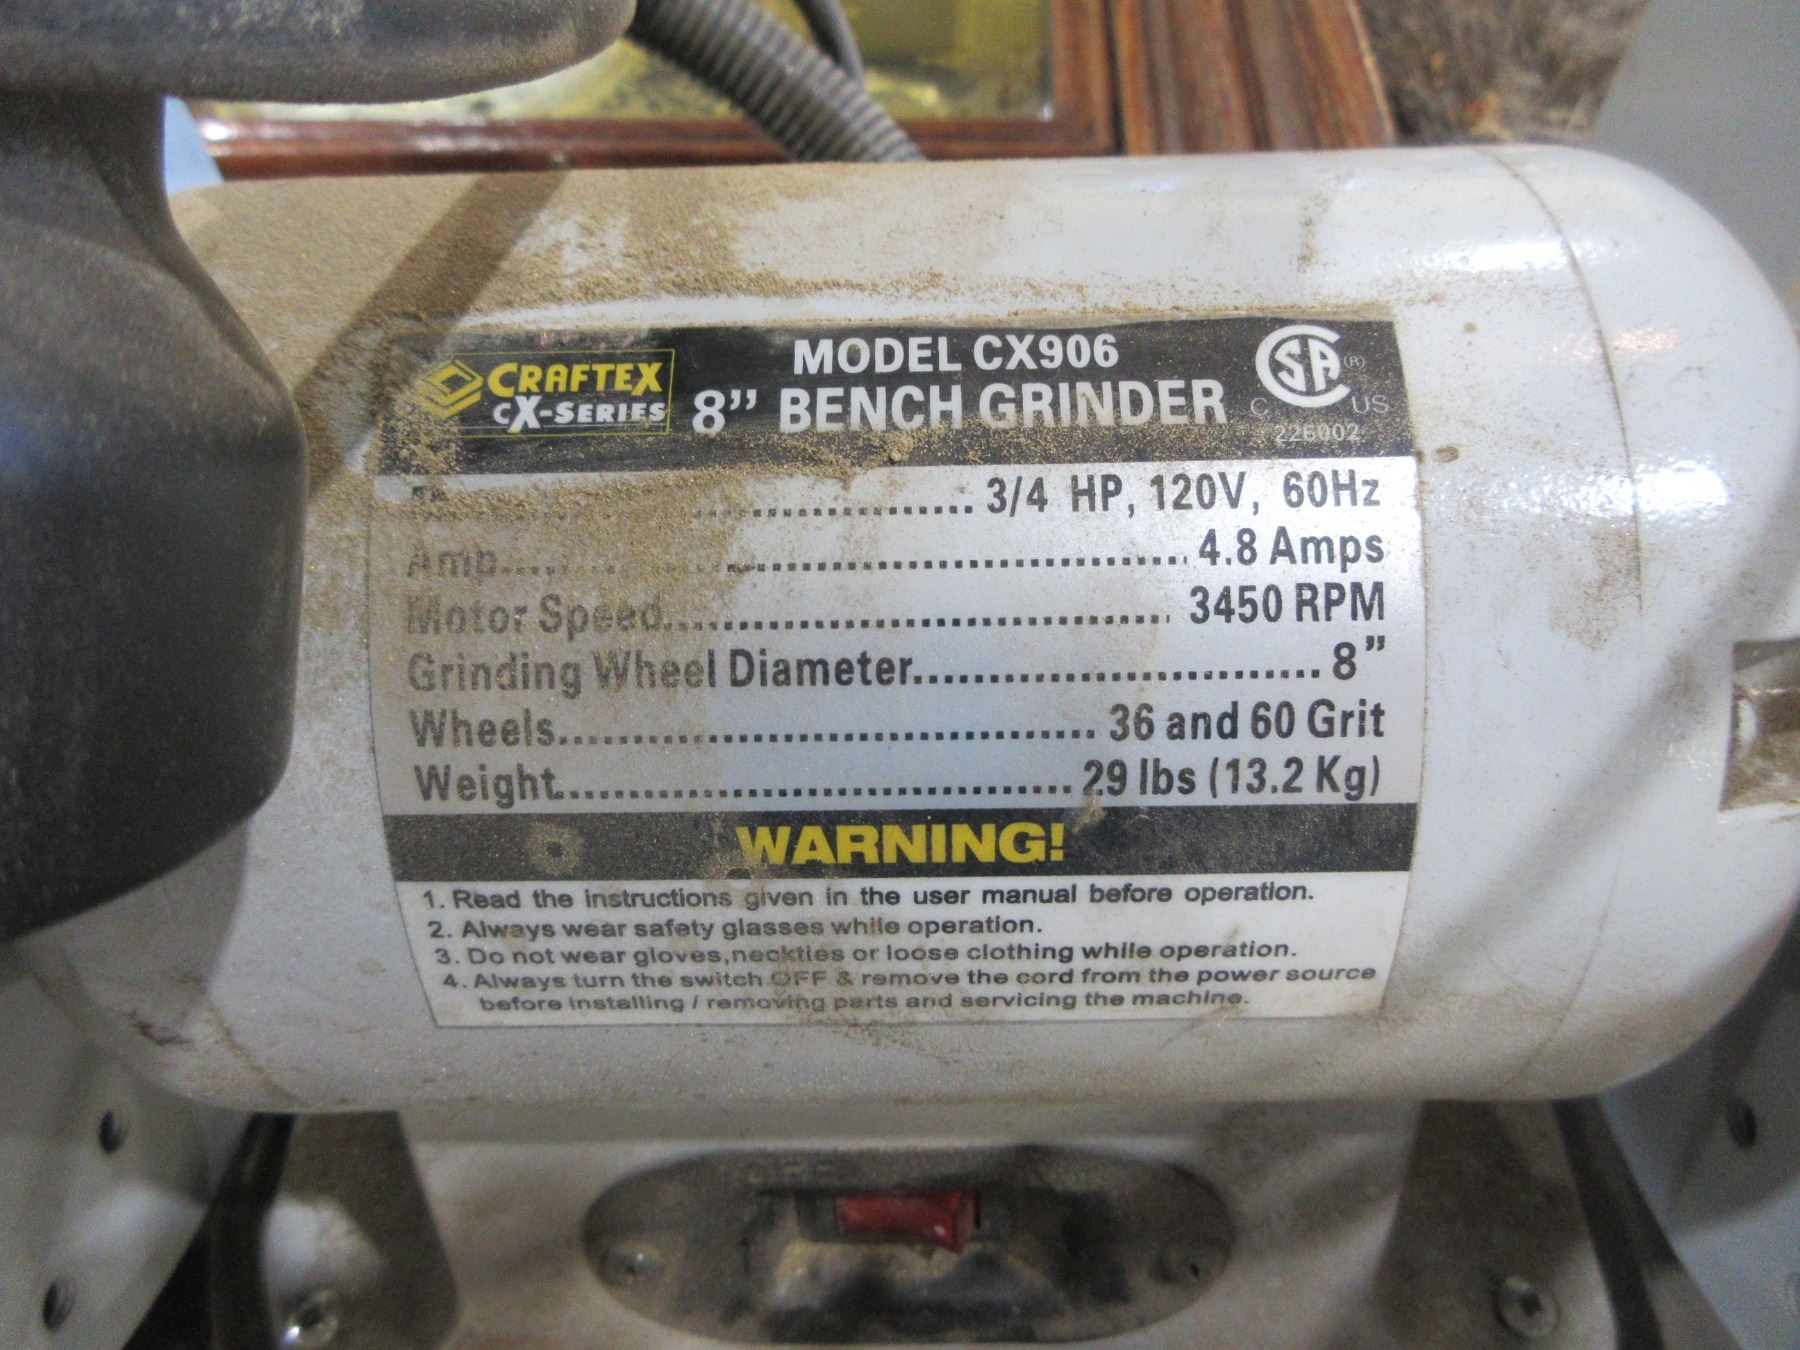 CRAFTEX
CX-SERIES
MODEL CX906
8” BENCH GRINDER
CSA (R)
C US
226002
3/4 HP, 120V, 60Hz
Amp.................................................... 4.8 Amps
Motor Speed........................................ 3450 RPM
Grinding Wheel Diameter........................... 8”
Wheels..................................... 36 and 60 Grit
Weight.................................... 29 lbs (13.2 Kg)
WARNING!
1. Read the instructions given in the user manual before operation.
2. Always wear safety glasses while operation.
3. Do not wear gloves,neckties or loose clothing while operation.
4. Always turn the switch OFF & remove the cord from the power source
before installing / removing parts and servicing the machine.
OFF